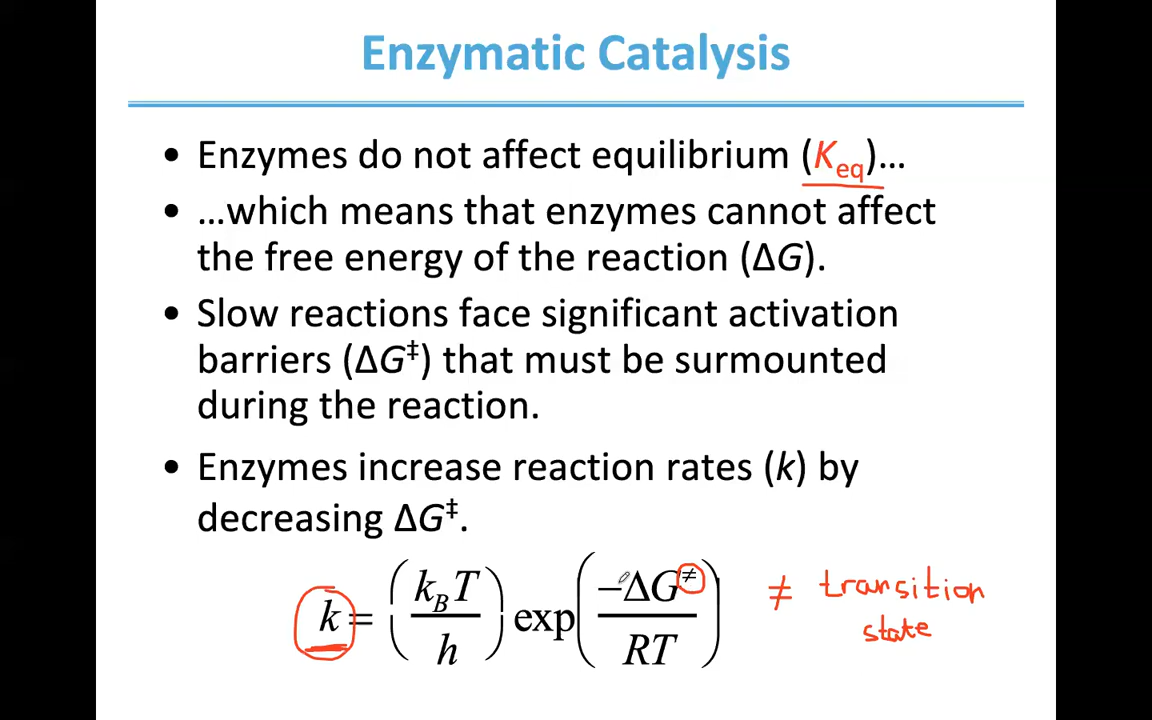 Enzymatic Catalysis
• Enzymes do not affect equilibrium (Keq)…
• …which means that enzymes cannot affect
the free energy of the reaction (ΔG).
• Slow reactions face significant activation
barriers (ΔG‡) that must be surmounted
during the reaction.
• Enzymes increase reaction rates (k) by
decreasing ΔG‡.
k = (k_B T / h) exp(−ΔG≠ / RT)
≠ transition
state